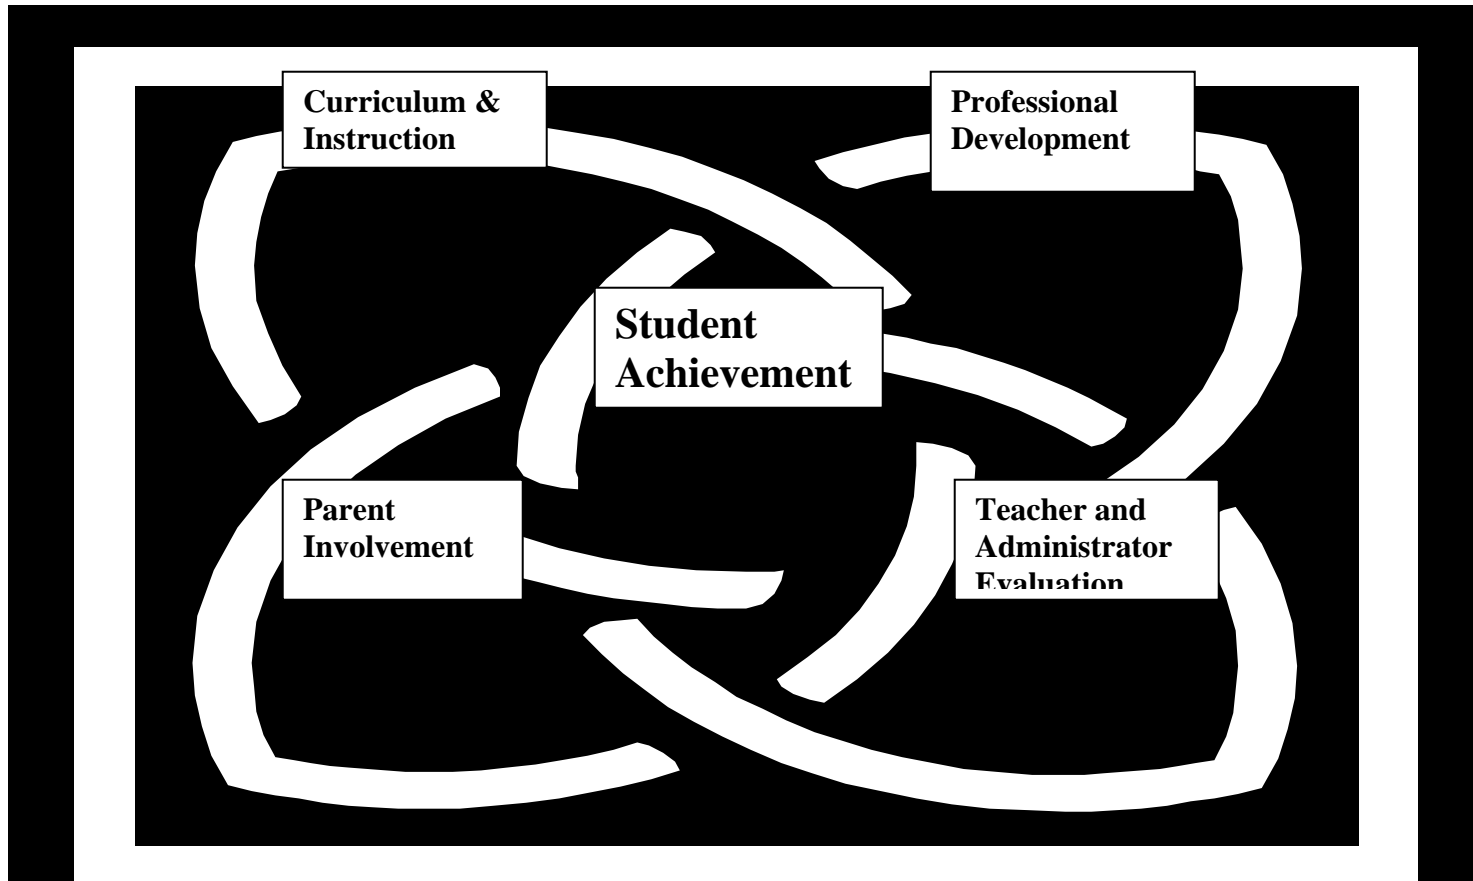 Curriculum &
Instruction
Professional
Development
Student
Achievement
Parent
Involvement
Teacher and
Administrator
Evaluation